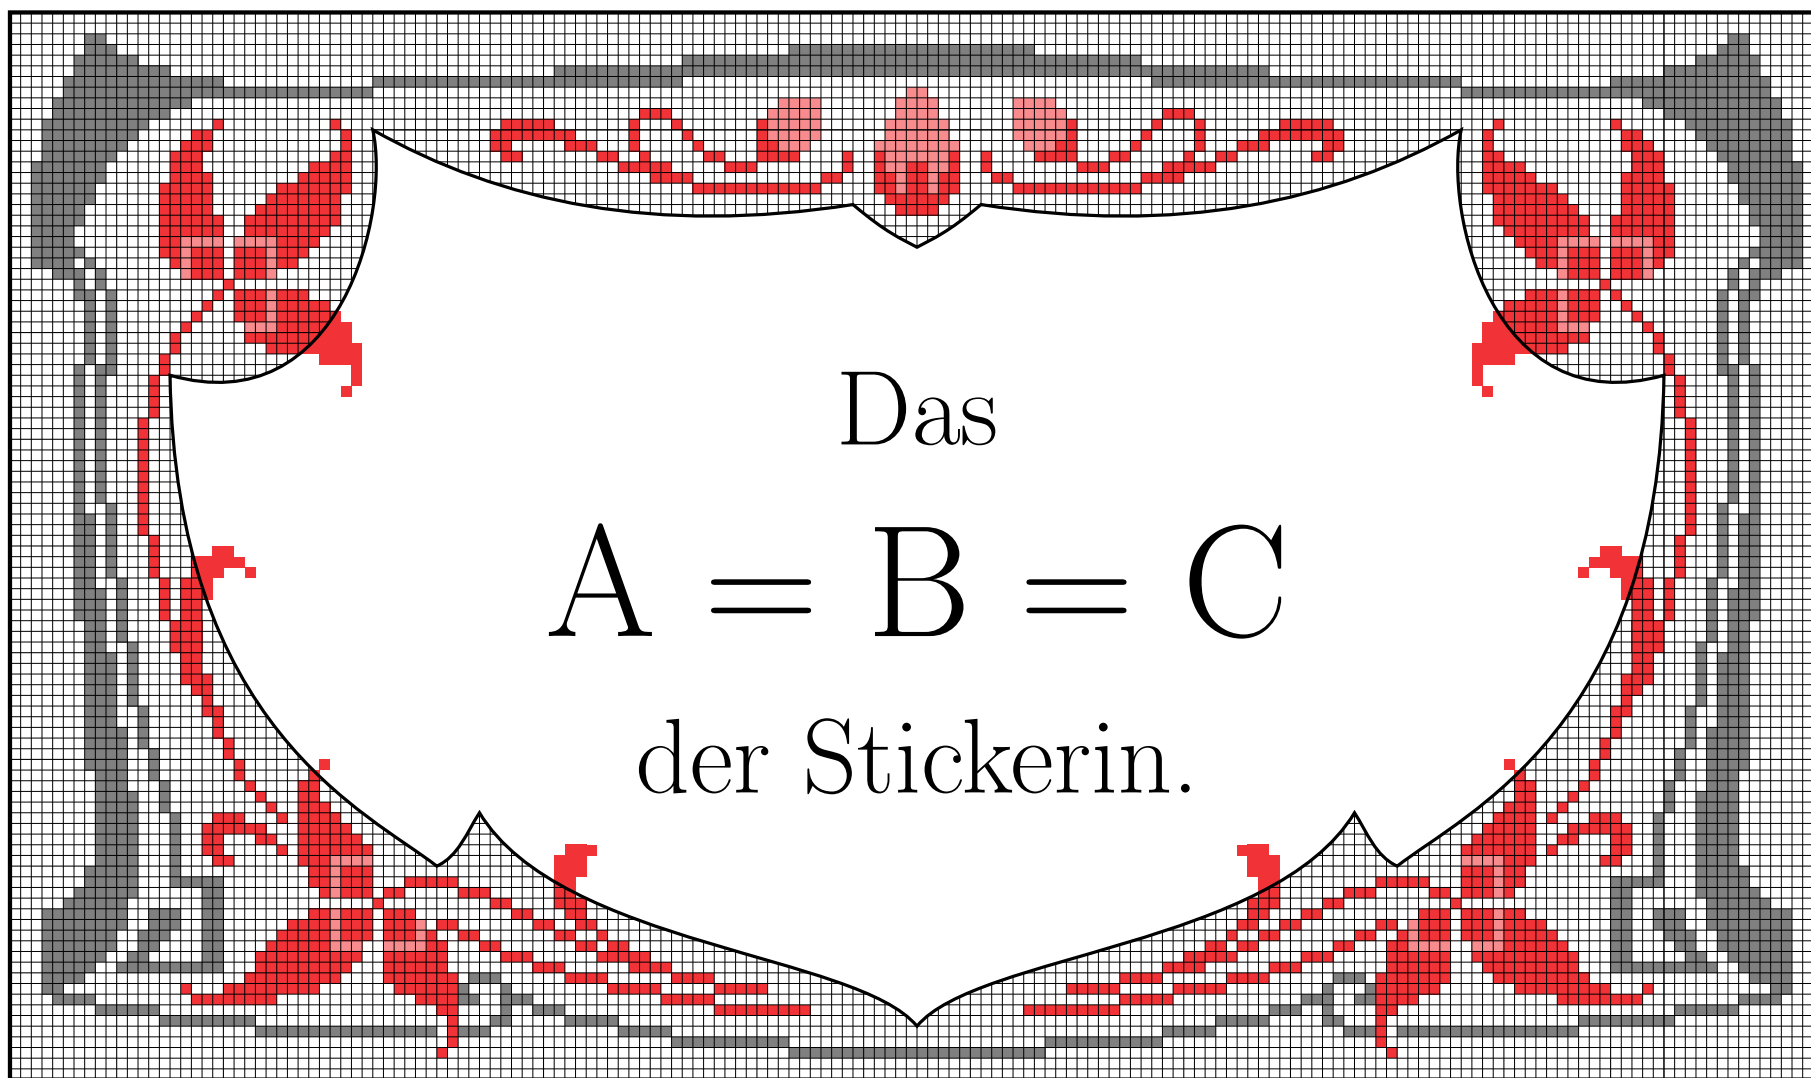 Das
A = B = C
der Stickerin.